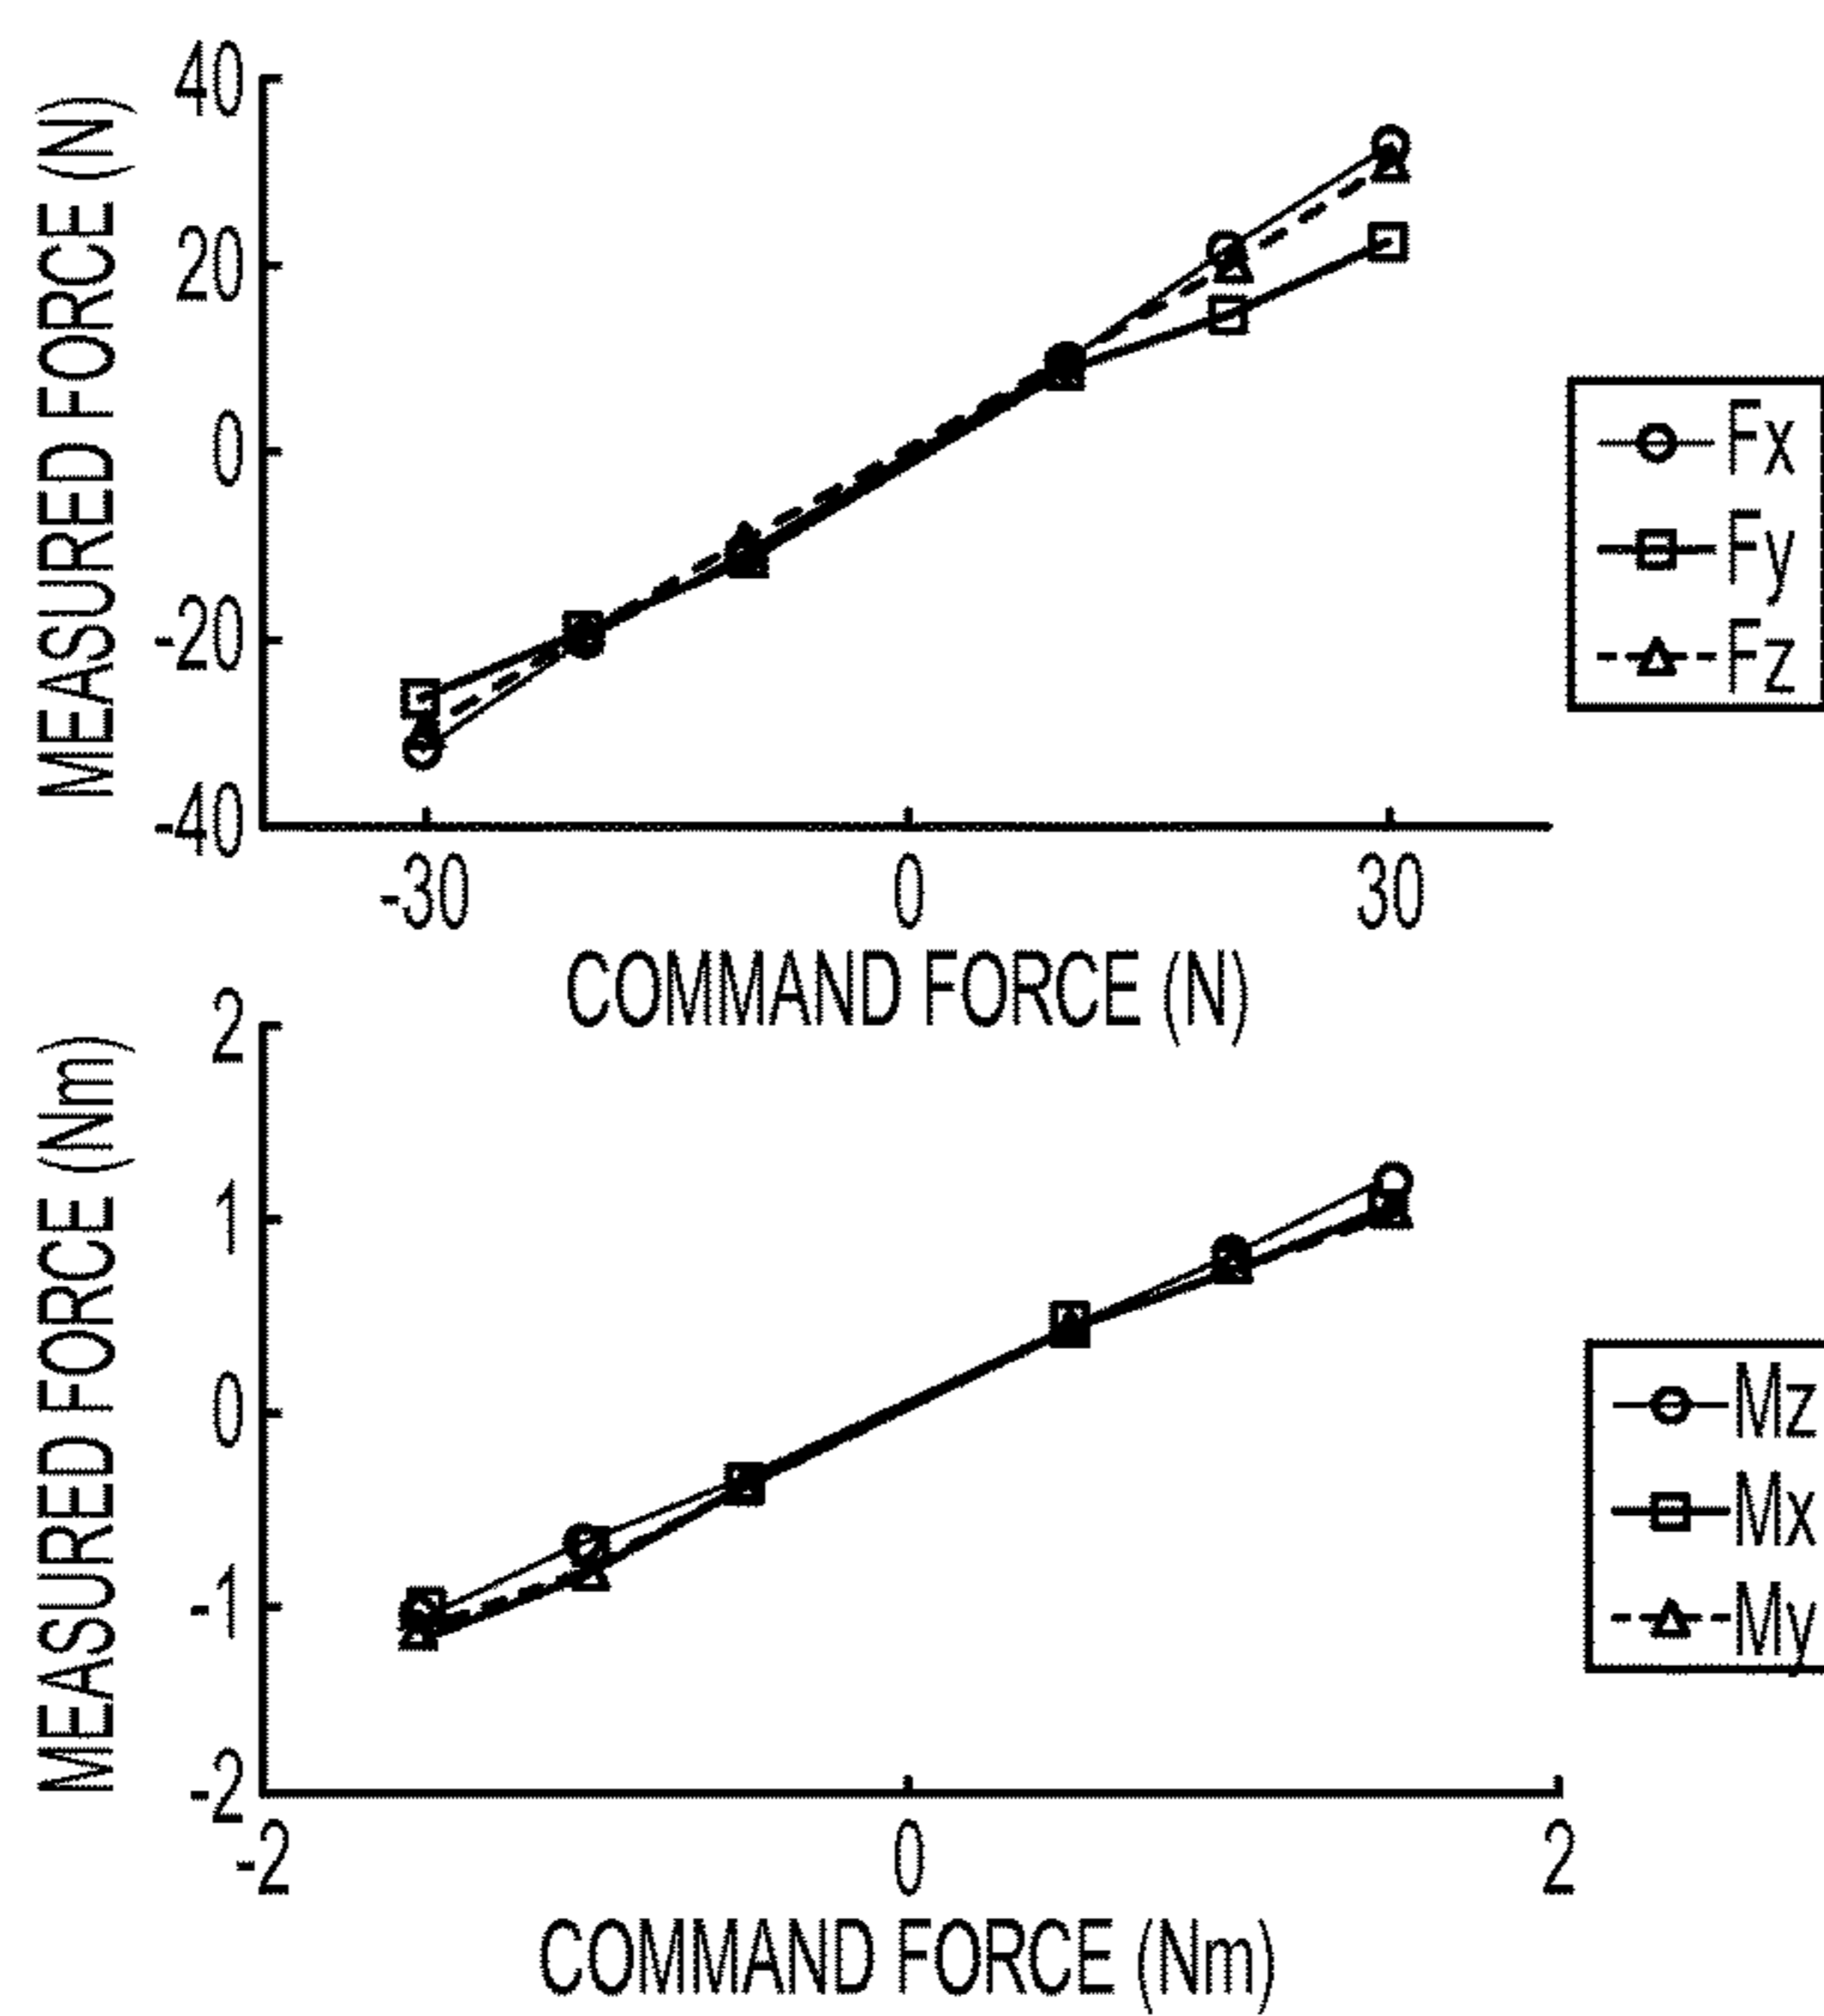 MEASURED FORCE (N)
40
20
0
-20
-40
-30 0 30
COMMAND FORCE (N)
Fx
Fy
Fz
MEASURED FORCE (Nm)
2
1
0
-1
-2
-2 0 2
COMMAND FORCE (Nm)
Mz
Mx
My